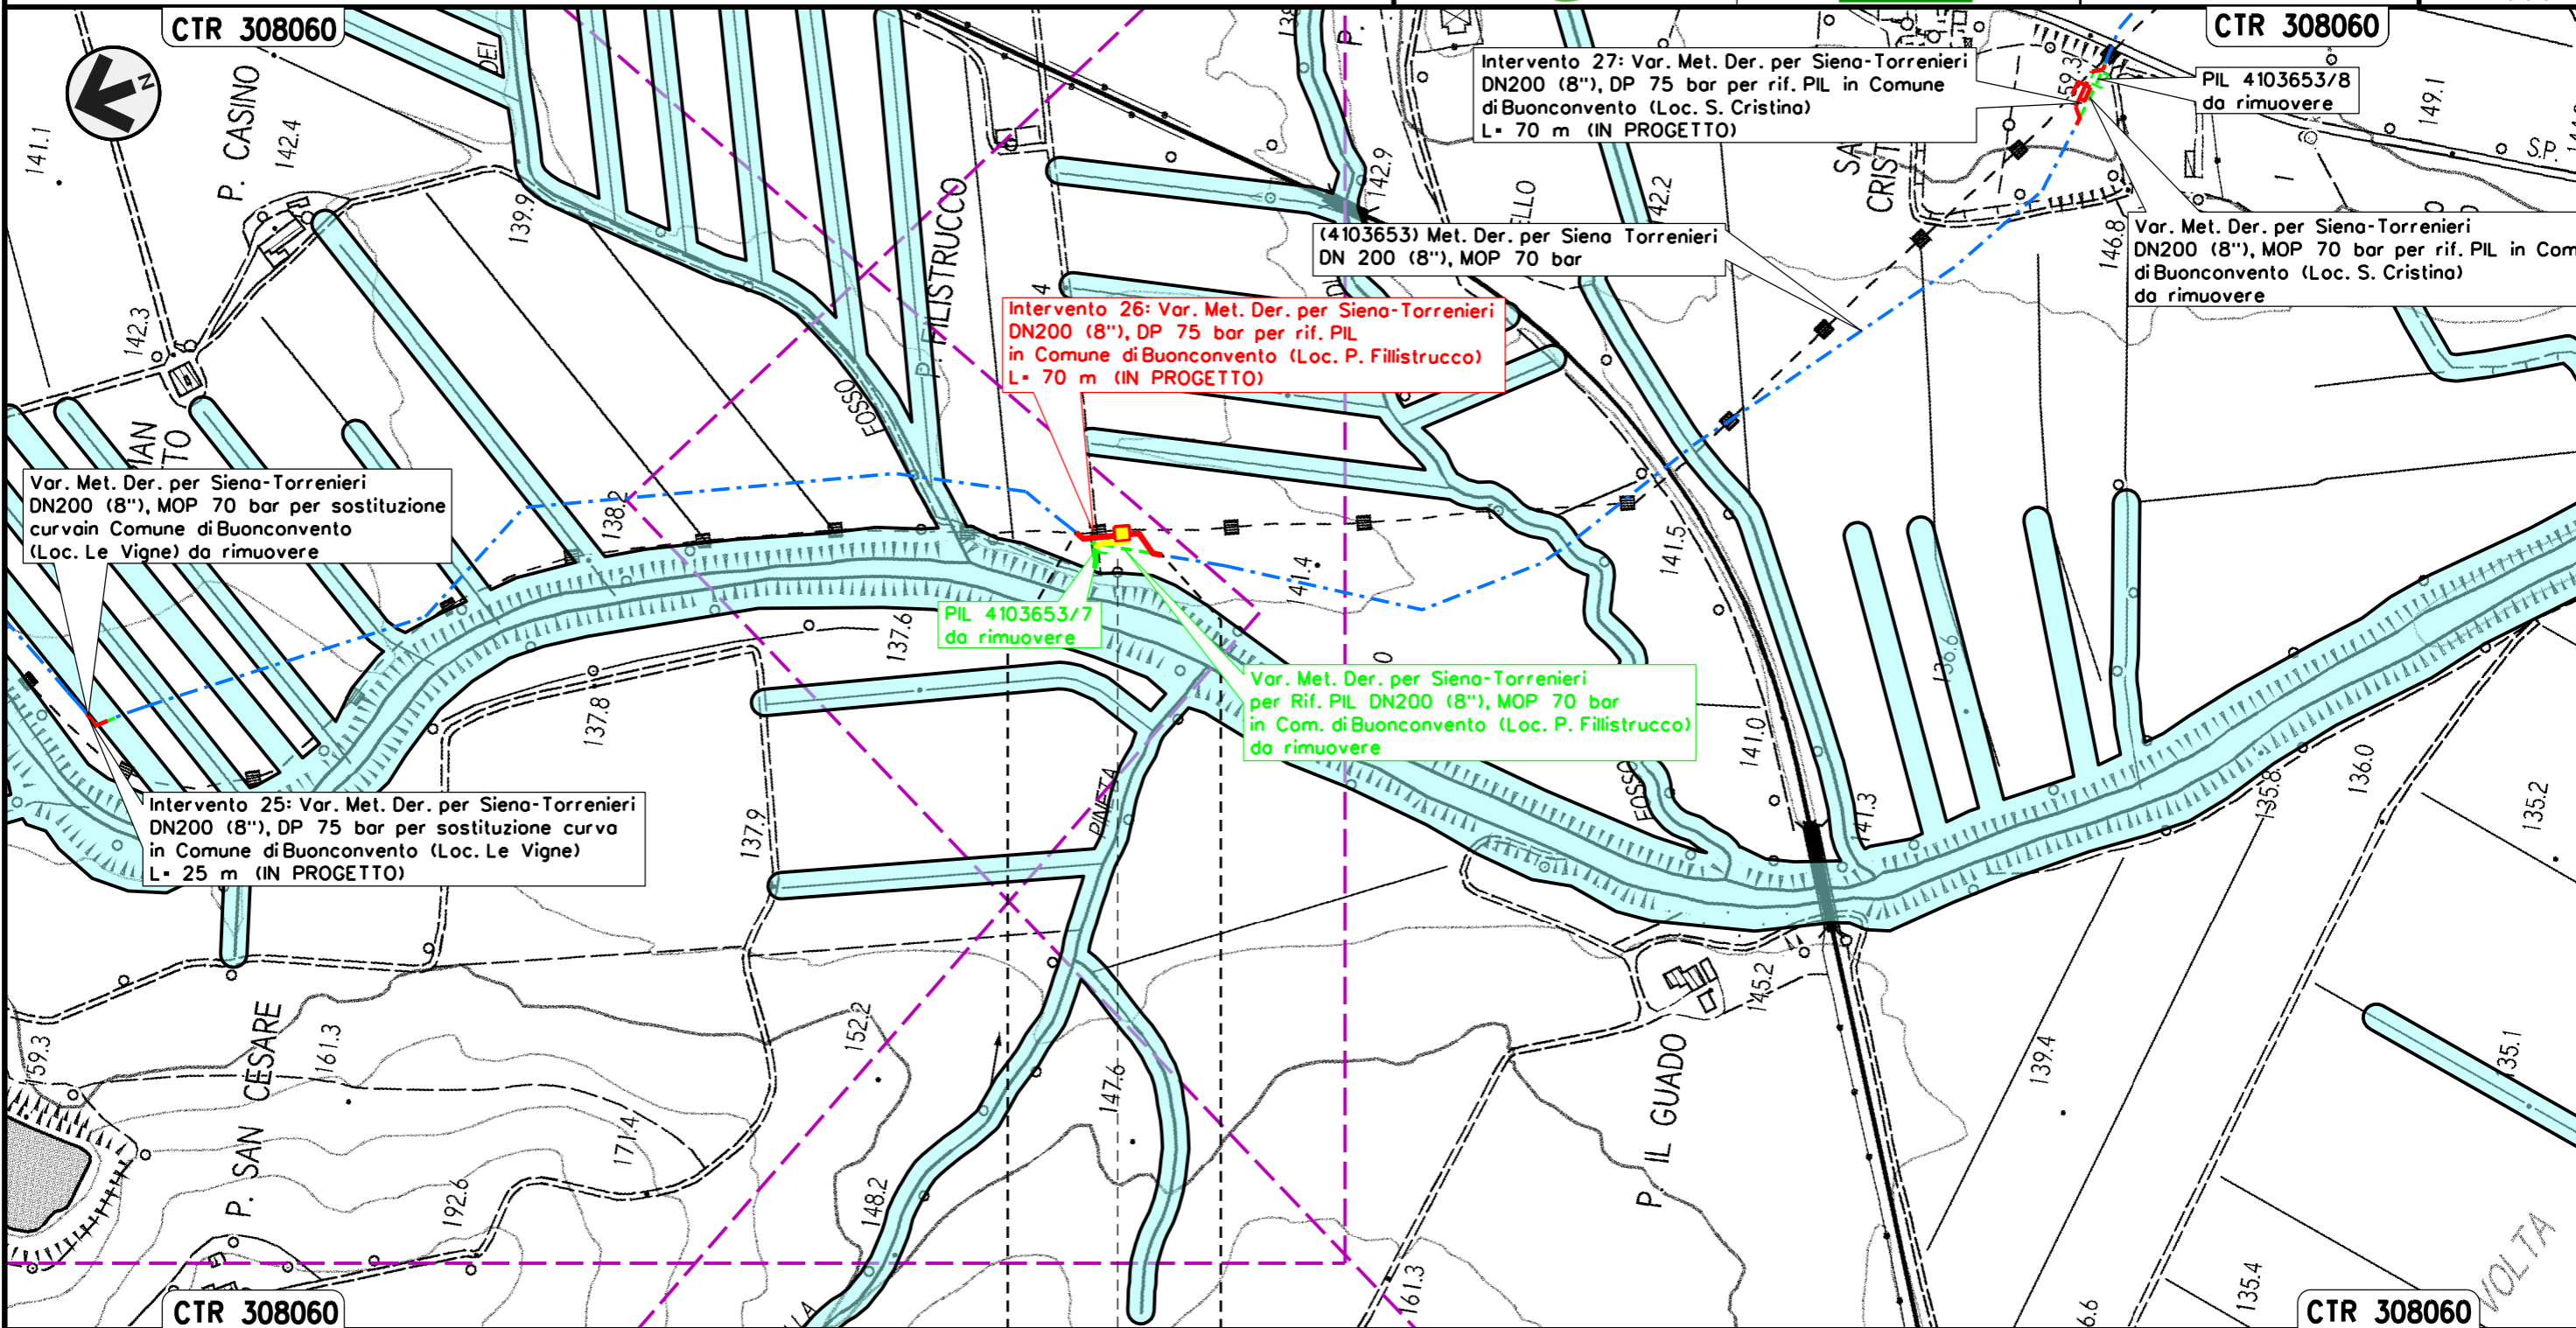 CTR 308060
CTR 308060
N
DEI
139.9
141.1
P. CASINO
142.4
142.3
P. FILISTRUCCO
142.9
P.
142.2
149.1
S.P.
146.8
Intervento 27: Var. Met. Der. per Siena-Torrenieri
DN200 (8"), DP 75 bar per rif. PIL in Comune
di Buonconvento (Loc. S. Cristina)
L= 70 m (IN PROGETTO)
PIL 4103653/8
da rimuovere
(4103653) Met. Der. per Siena Torrenieri
DN 200 (8"), MOP 70 bar
Var. Met. Der. per Siena-Torrenieri
DN200 (8"), MOP 70 bar per rif. PIL in Com
di Buonconvento (Loc. S. Cristina)
da rimuovere
Intervento 26: Var. Met. Der. per Siena-Torrenieri
DN200 (8"), DP 75 bar per rif. PIL
in Comune di Buonconvento (Loc. P. Fillistrucco)
L= 70 m (IN PROGETTO)
FOSSO
138.2
Var. Met. Der. per Siena-Torrenieri
DN200 (8"), MOP 70 bar per sostituzione
curvain Comune di Buonconvento
(Loc. Le Vigne) da rimuovere
PIL 4103653/7
da rimuovere
141.4
141.5
137.6
137.8
136.6
Var. Met. Der. per Siena-Torrenieri
per Rif. PIL DN200 (8"), MOP 70 bar
in Com. di Buonconvento (Loc. P. Fillistrucco)
da rimuovere
141.0
FOSSO
141.3
135.8
136.0
135.2
PINETA
137.9
Intervento 25: Var. Met. Der. per Siena-Torrenieri
DN200 (8"), DP 75 bar per sostituzione curva
in Comune di Buonconvento (Loc. Le Vigne)
L= 25 m (IN PROGETTO)
145.2
159.3
P. SAN CESARE
161.3
152.2
147.6
171.4
192.6
148.2
P. IL GUADO
139.4
135.1
161.3
135.4
VOLTA
CTR 308060
CTR 308060